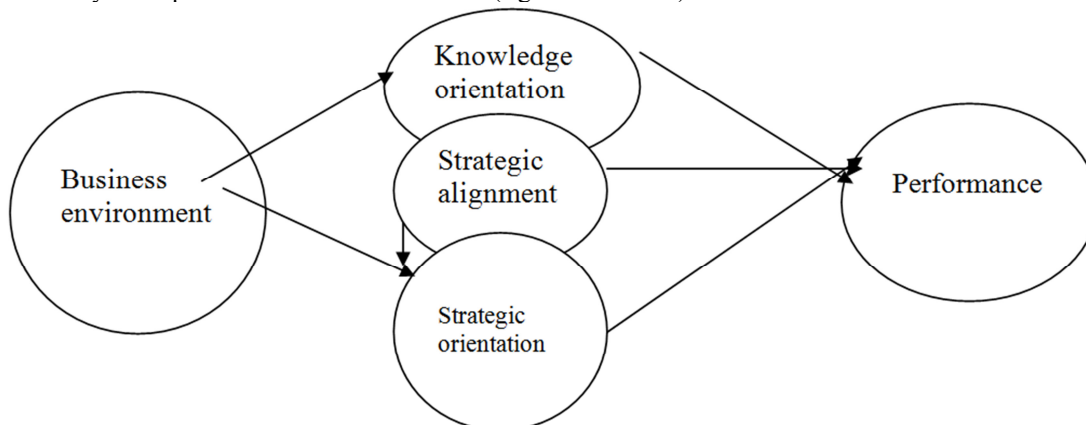 Knowledge
orientation
Strategic
alignment
Business
environment
Performance
Strategic
orientation